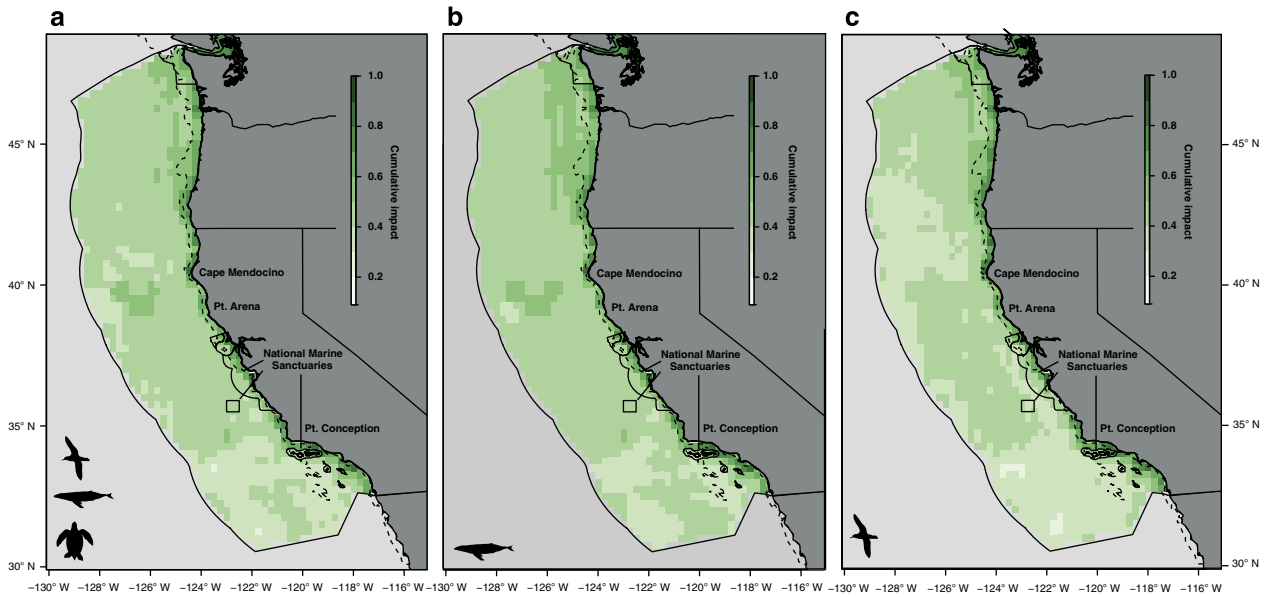 a
b
c
1.0
0.8
0.6
0.4
0.2
Cumulative impact
Cape Mendocino
Pt. Arena
National Marine
Sanctuaries
Pt. Conception
1.0
0.8
0.6
0.4
0.2
Cumulative impact
Cape Mendocino
Pt. Arena
National Marine
Sanctuaries
Pt. Conception
1.0
0.8
0.6
0.4
0.2
Cumulative impact
Cape Mendocino
Pt. Arena
National Marine
Sanctuaries
Pt. Conception
45° N
40° N
35° N
30° N
45° N
40° N
35° N
30° N
−130° W −128° W −126° W −124° W −122° W −120° W −118° W −116° W
−130° W −128° W −126° W −124° W −122° W −120° W −118° W −116° W
−130° W −128° W −126° W −124° W −122° W −120° W −118° W −116° W